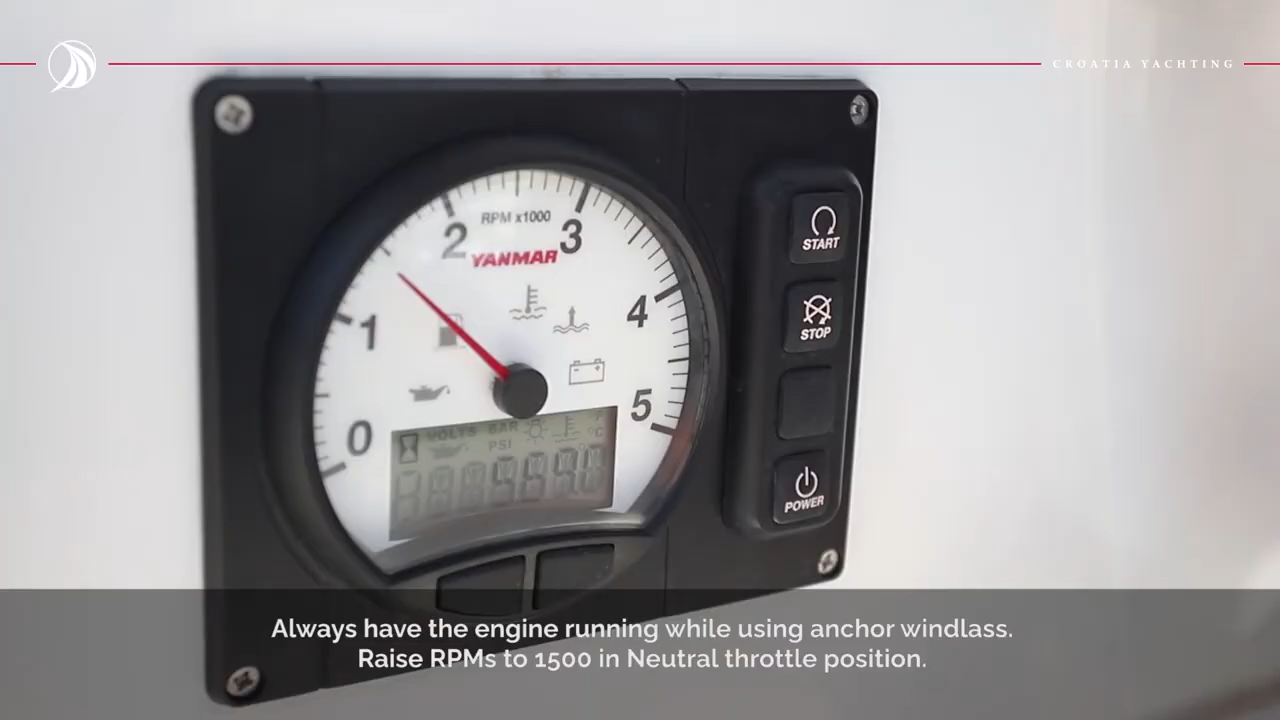 CROATIA YACHTING
RPM x1000
YANMAR
0
1
2
3
4
5
VOLTS BAR
PSI
°F
°C
START
STOP
POWER
Always have the engine running while using anchor windlass.
Raise RPMs to 1500 in Neutral throttle position.